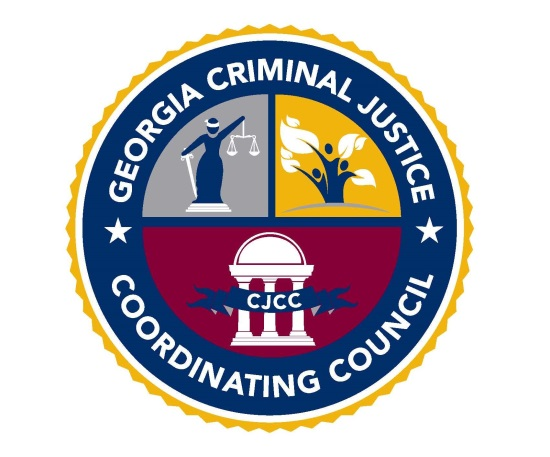 GEORGIA CRIMINAL JUSTICE
CJCC
COORDINATING COUNCIL